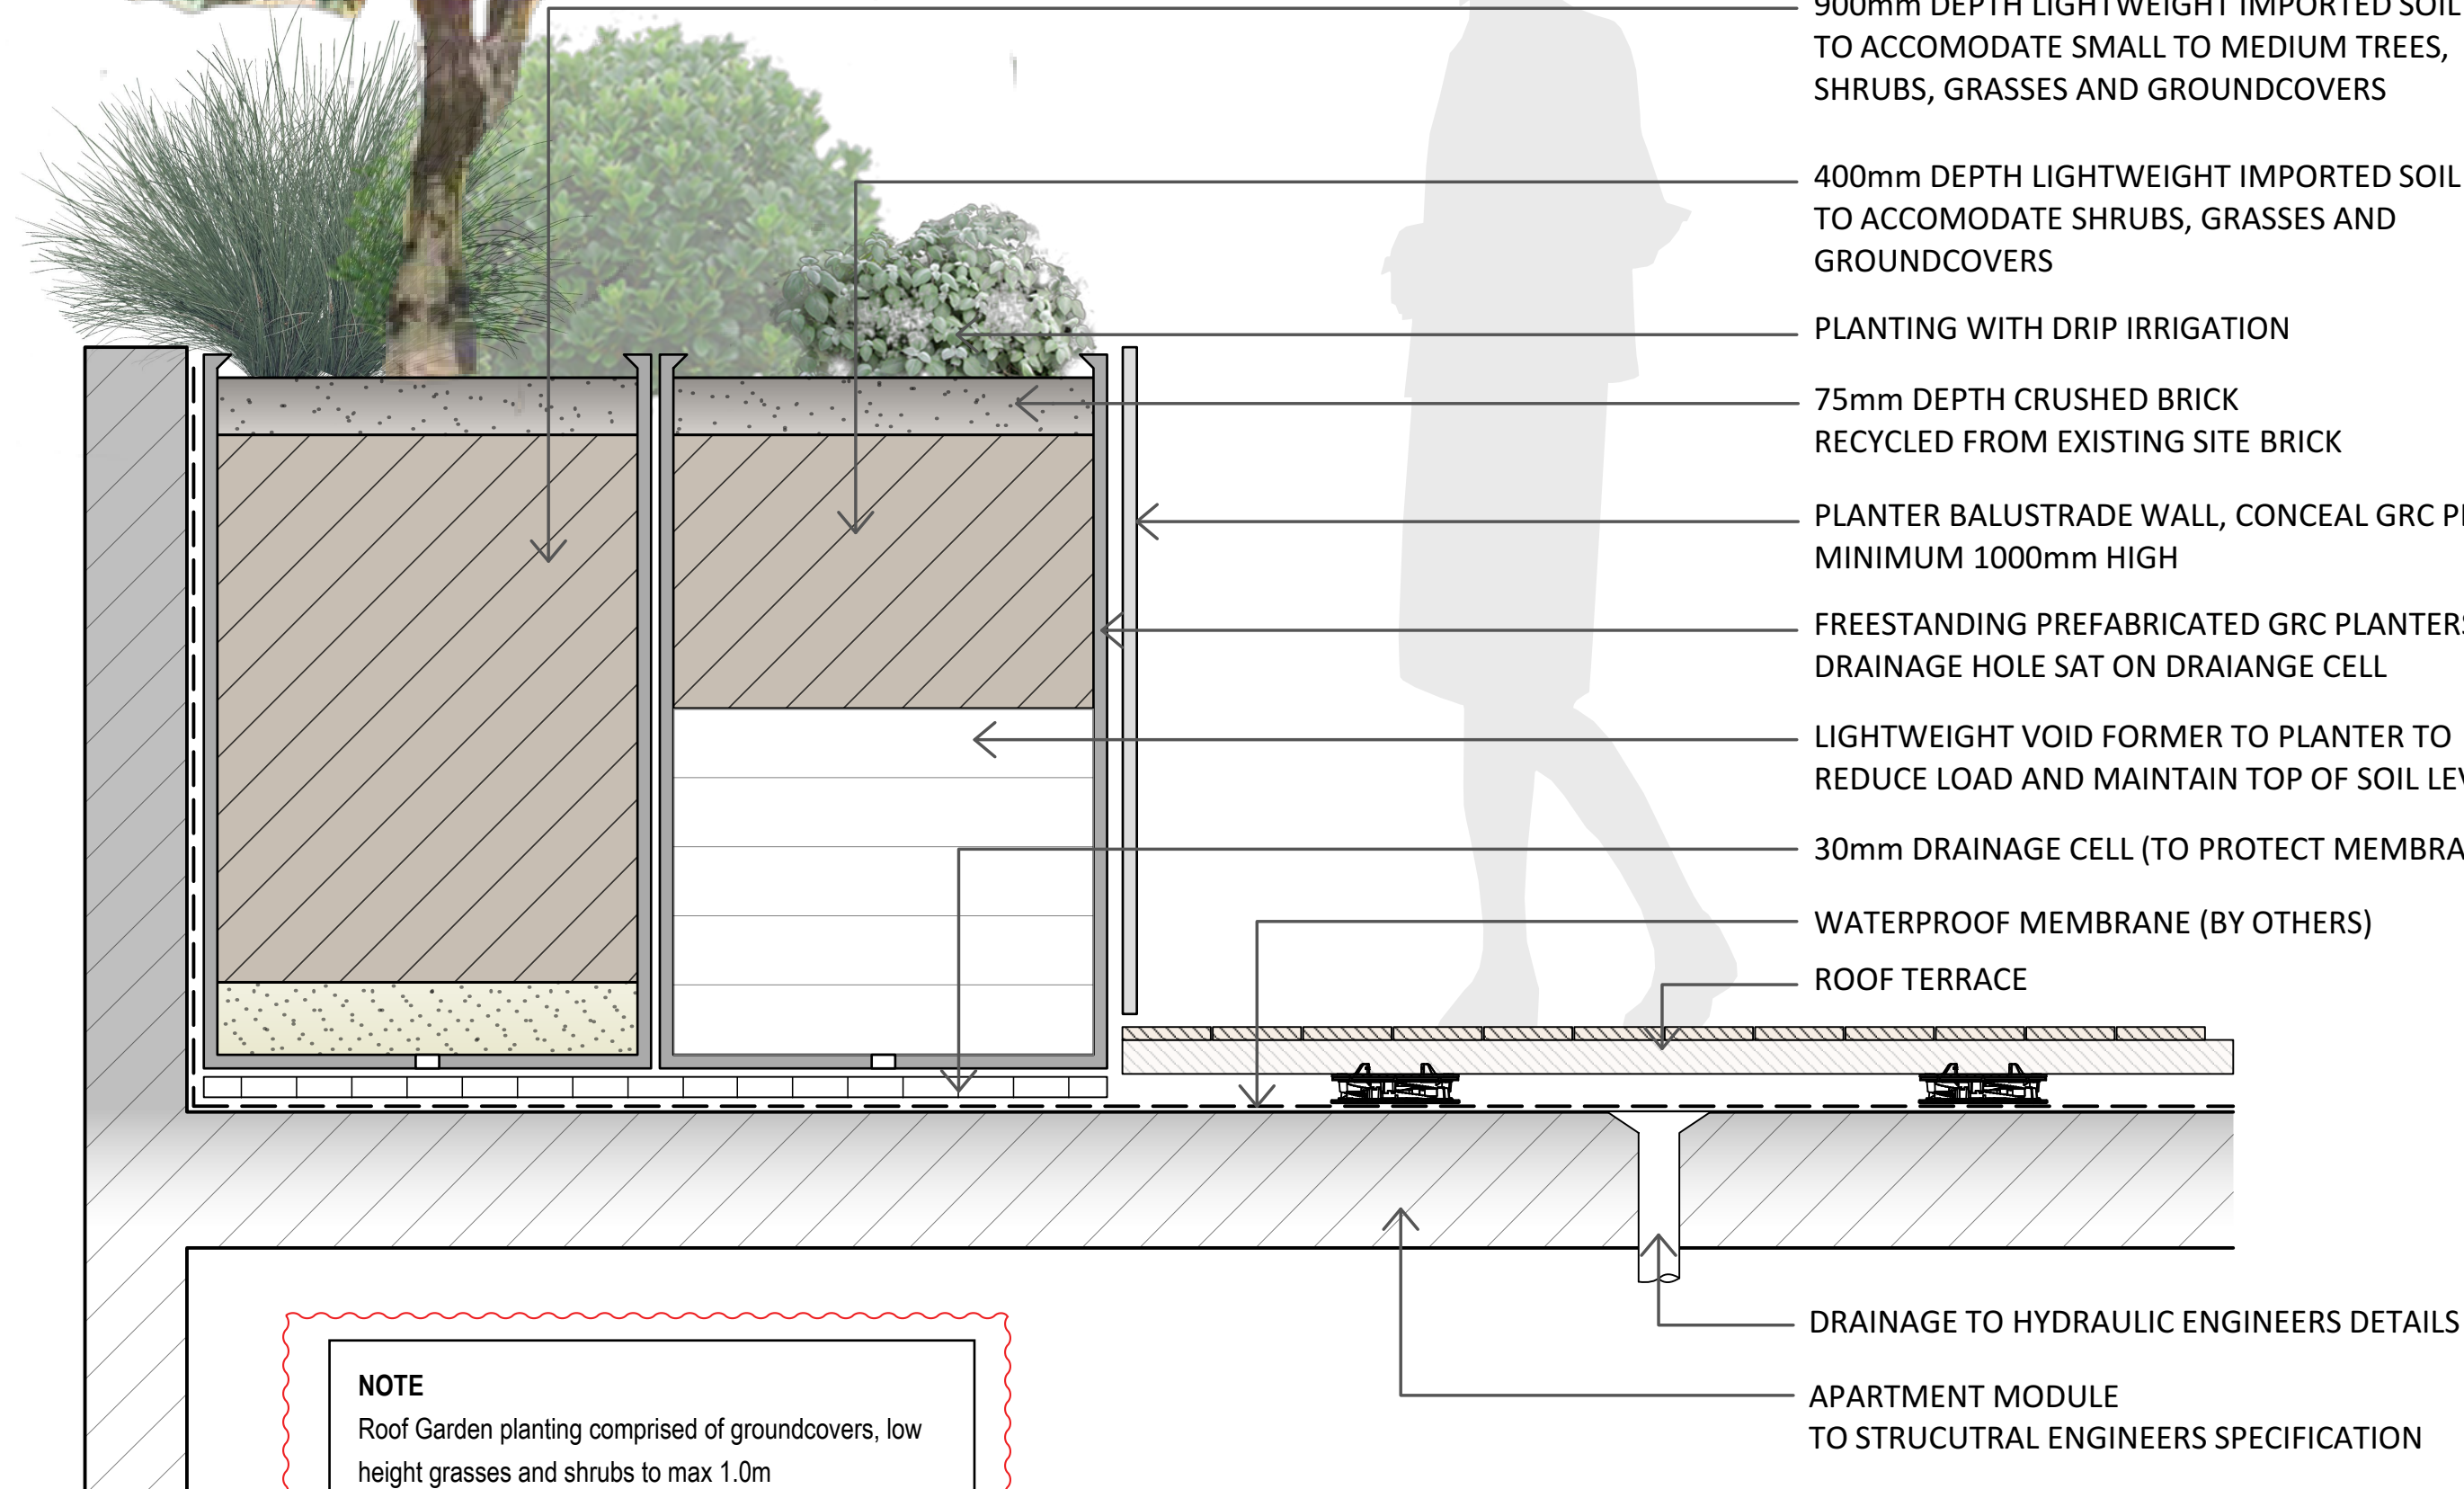 900mm DEPTH LIGHTWEIGHT IMPORTED SOIL
TO ACCOMODATE SMALL TO MEDIUM TREES,
SHRUBS, GRASSES AND GROUNDCOVERS
400mm DEPTH LIGHTWEIGHT IMPORTED SOIL
TO ACCOMODATE SHRUBS, GRASSES AND
GROUNDCOVERS
PLANTING WITH DRIP IRRIGATION
75mm DEPTH CRUSHED BRICK
RECYCLED FROM EXISTING SITE BRICK
PLANTER BALUSTRADE WALL, CONCEAL GRC
MINIMUM 1000mm HIGH
FREESTANDING PREFABRICATED GRC PLANTERS
DRAINAGE HOLE SAT ON DRAIANGE CELL
LIGHTWEIGHT VOID FORMER TO PLANTER TO
REDUCE LOAD AND MAINTAIN TOP OF SOIL
30mm DRAINAGE CELL (TO PROTECT
WATERPROOF MEMBRANE (BY OTHERS)
ROOF TERRACE
DRAINAGE TO HYDRAULIC ENGINEERS DETAILS
APARTMENT MODULE
TO STRUCUTRAL ENGINEERS SPECIFICATION
NOTE
Roof Garden planting comprised of groundcovers, low
height grasses and shrubs to max 1.0m